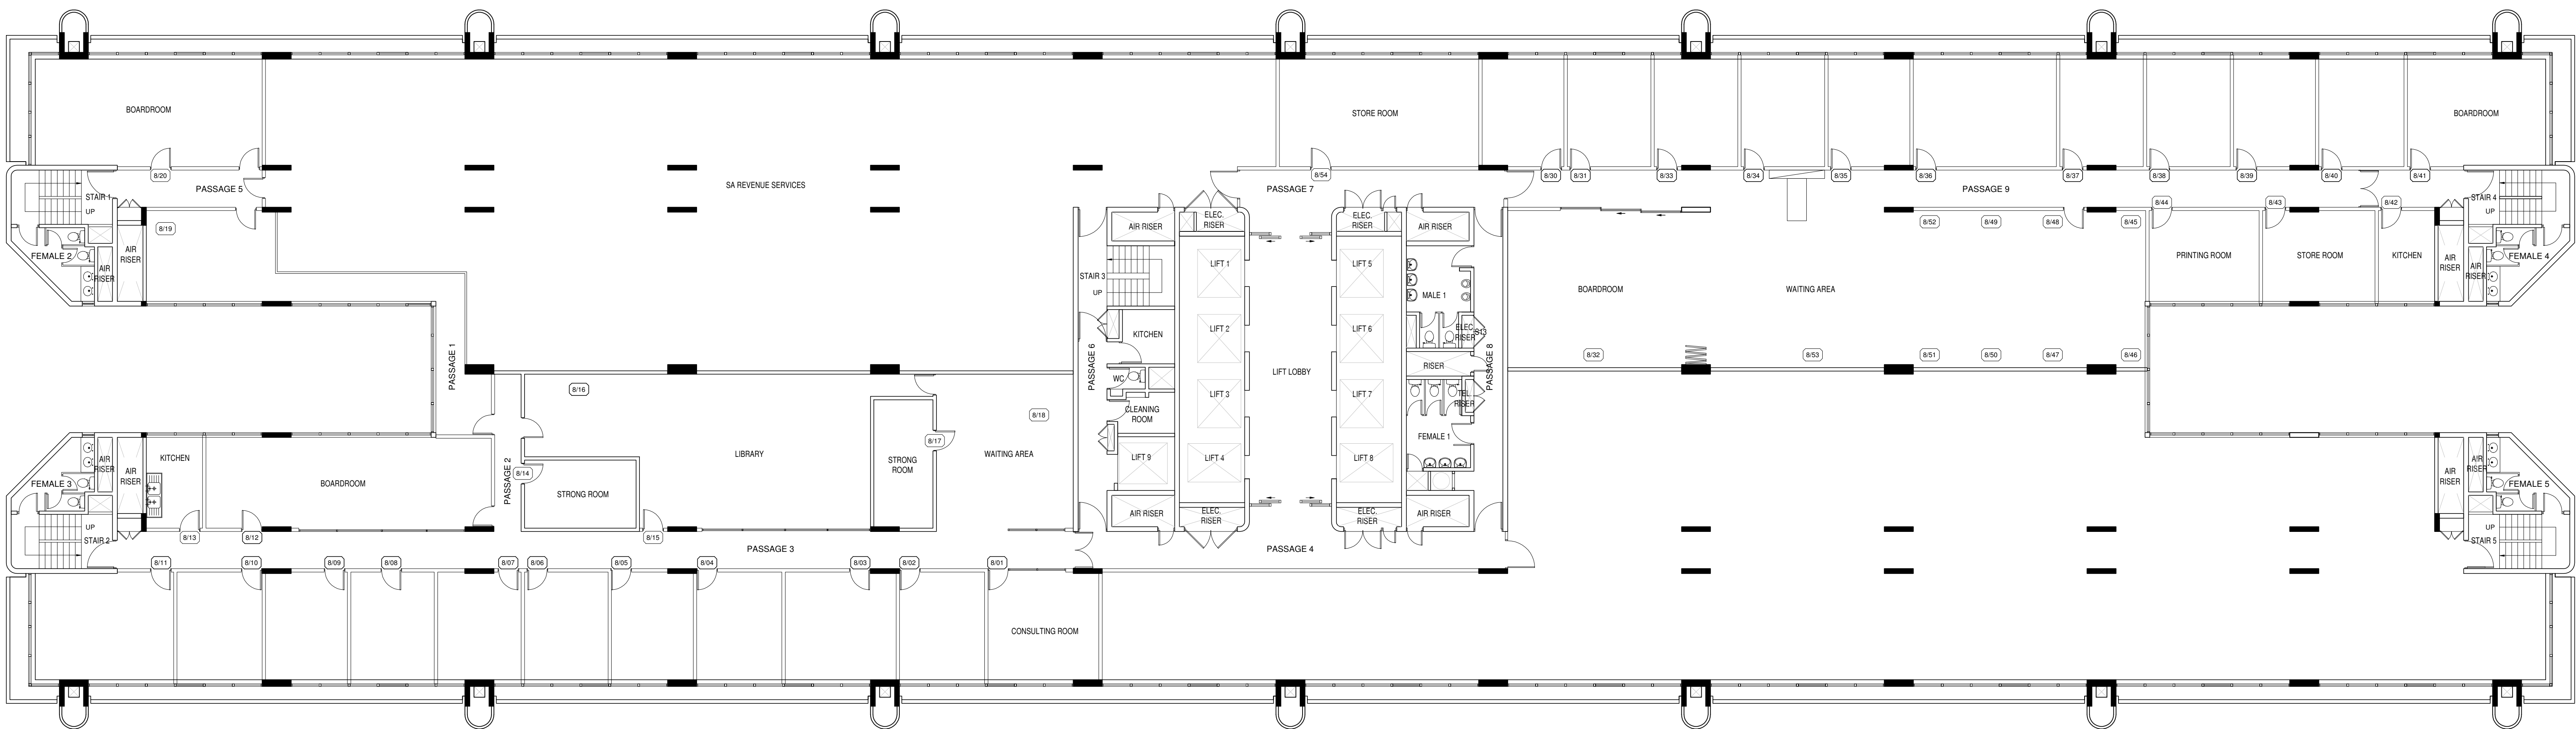 BOARDROOM
STORE ROOM
BOARDROOM
8/20
8/54
8/30
8/31
8/33
8/34
8/35
8/36
8/37
8/38
8/39
8/40
8/41
PASSAGE 5
SA REVENUE SERVICES
PASSAGE 7
PASSAGE 9
STAIR 1
UP
STAIR 4
UP
8/19
AIR RISER
ELEC.
RISER
ELEC.
RISER
AIR RISER
8/52
8/49
8/48
8/45
8/44
8/43
8/42
FEMALE 2
AIR
RISER
AIR
RISER
STAIR 3
UP
LIFT 1
LIFT 5
MALE 1
BOARDROOM
WAITING AREA
PRINTING ROOM
STORE ROOM
KITCHEN
AIR
RISER
AIR
RISER
FEMALE 4
KITCHEN
LIFT 2
LIFT 6
ELEC.
RISER
S13
PASSAGE 1
PASSAGE 6
WC
LIFT LOBBY
RISER
PASSAGE 8
8/32
8/53
8/51
8/50
8/47
8/46
8/16
8/18
CLEANING
ROOM
LIFT 3
LIFT 7
TEL.
RISER
8/17
FEMALE 1
FEMALE 3
AIR
RISER
AIR
RISER
KITCHEN
BOARDROOM
PASSAGE 2
8/14
STRONG ROOM
LIBRARY
STRONG
ROOM
WAITING AREA
LIFT 9
LIFT 4
LIFT 8
AIR
RISER
AIR
RISER
FEMALE 5
UP
STAIR 2
8/13
8/12
8/15
AIR RISER
ELEC.
RISER
ELEC.
RISER
AIR RISER
UP
STAIR 5
PASSAGE 3
PASSAGE 4
8/11
8/10
8/09
8/08
8/07
8/06
8/05
8/04
8/03
8/02
8/01
CONSULTING ROOM